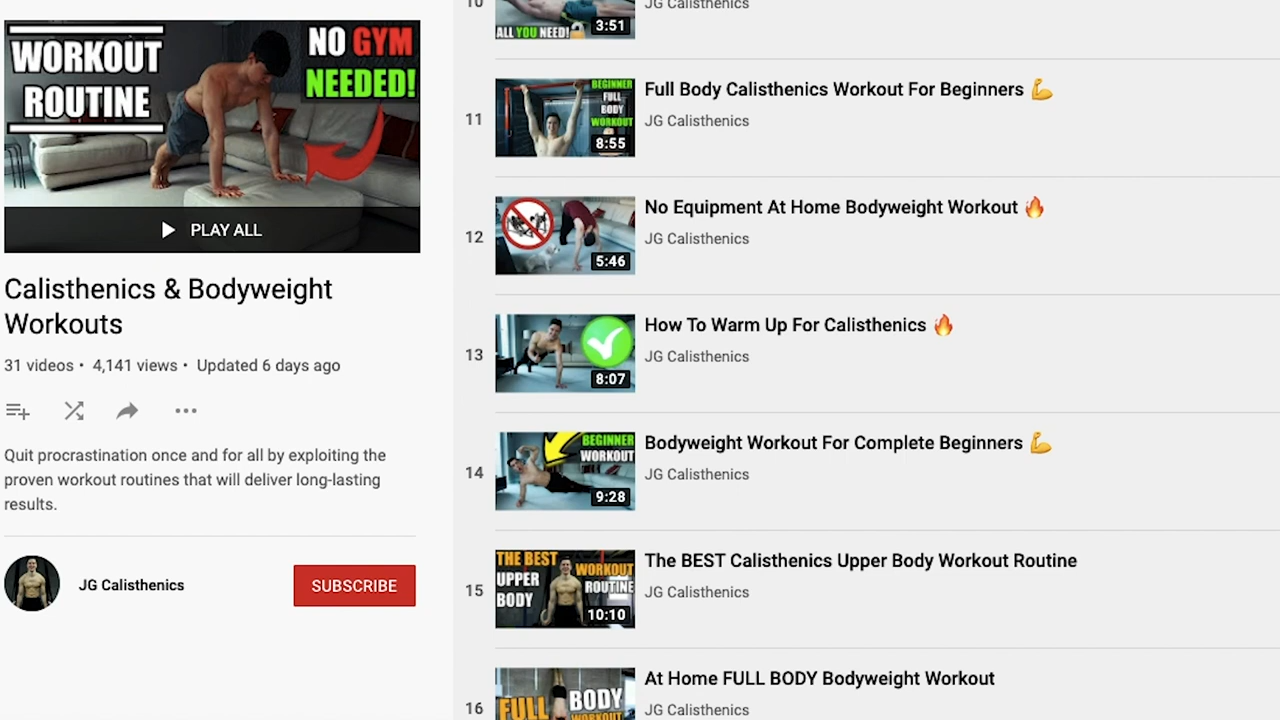 WORKOUT
ROUTINE
NO GYM
NEEDED!
PLAY ALL
Calisthenics & Bodyweight
Workouts
31 videos • 4,141 views • Updated 6 days ago
Quit procrastination once and for all by exploiting the
proven workout routines that will deliver long-lasting
results.
JG Calisthenics
SUBSCRIBE
10
ALL YOU NEED!
3:51
JG Calisthenics
11
BEGINNER
FULL
BODY
WORKOUT
8:55
Full Body Calisthenics Workout For Beginners 💪
JG Calisthenics
12
5:46
No Equipment At Home Bodyweight Workout 🔥
JG Calisthenics
13
8:07
How To Warm Up For Calisthenics 🔥
JG Calisthenics
14
BEGINNER
WORKOUT
9:28
Bodyweight Workout For Complete Beginners 💪
JG Calisthenics
15
THE BEST
UPPER
BODY
WORKOUT
ROUTINE
10:10
The BEST Calisthenics Upper Body Workout Routine
JG Calisthenics
16
FULL
BODY
WORKOUT
At Home FULL BODY Bodyweight Workout
JG Calisthenics